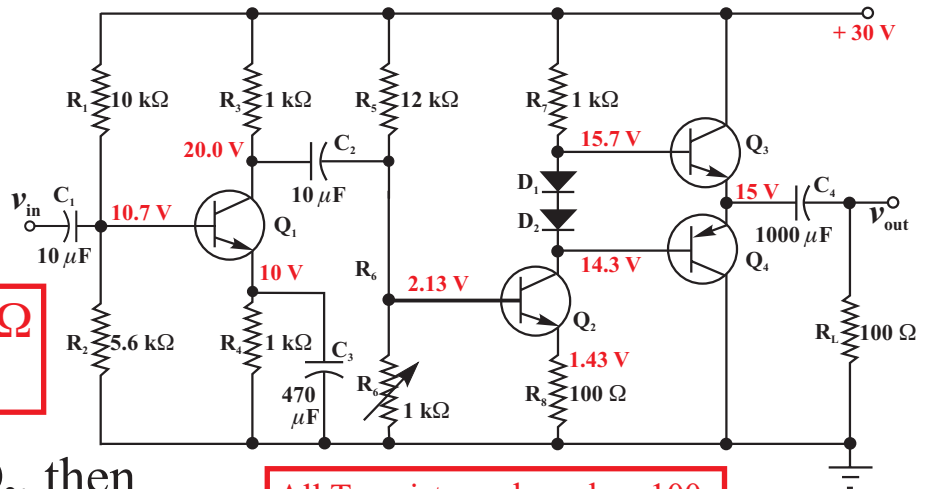 + 30 V
R₁ 10 kΩ
R₃ 1 kΩ
R₅ 12 kΩ
R₇ 1 kΩ
20.0 V
C₂
10 μF
15.7 V
Q₃
D₁
D₂
15 V
C₄
1000 μF
vout
vin
C₁
10 μF
10.7 V
Q₁
10 V
R₆
2.13 V
14.3 V
Q₄
Q₂
1.43 V
Ω
R₂ 5.6 kΩ
R₄ 1 kΩ
C₃
470
μF
R₆
1 kΩ
R₈ 100 Ω
RL 100 Ω
then